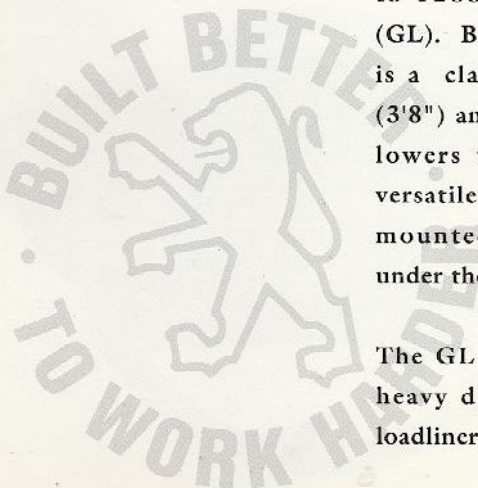 BUILT BETTER
TO WORK HARDER
(GL). B
is a cla
(3'8") an
lowers
versatile
mounte
under the
The GL
heavy d
loadliner